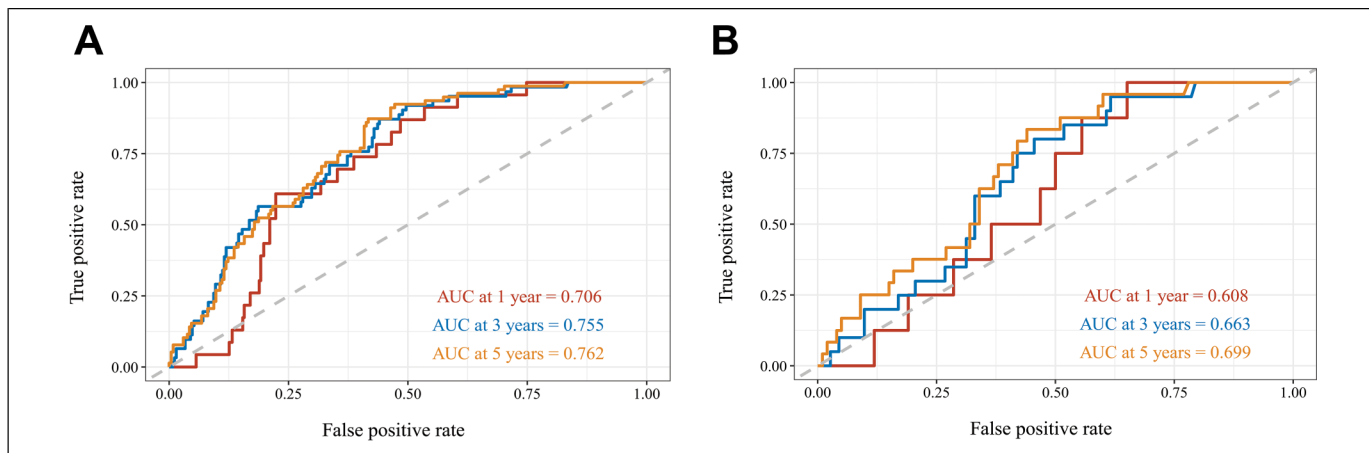 A
1.00
0.75
0.50
0.25
0.00
True positive rate
AUC at 1 year = 0.706
AUC at 3 years = 0.755
AUC at 5 years = 0.762
0.00 0.25 0.50 0.75 1.00
False positive rate
B
1.00
0.75
0.50
0.25
0.00
True positive rate
AUC at 1 year = 0.608
AUC at 3 years = 0.663
AUC at 5 years = 0.699
0.00 0.25 0.50 0.75 1.00
False positive rate